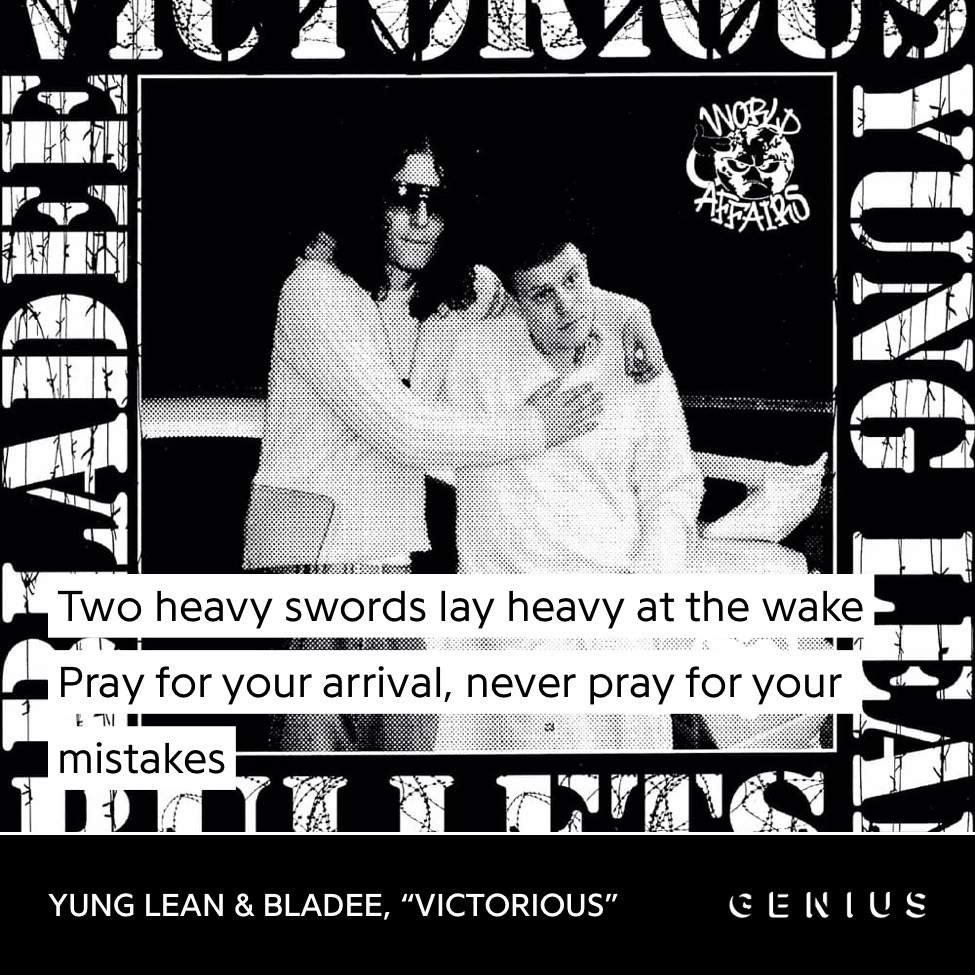 VICTORIOUS
BLADEE
YUNG LEAN
WORLD
AFFAIRS
Two heavy swords lay heavy at the wake
Pray for your arrival, never pray for your
mistakes
BULLETS
YUNG LEAN & BLADEE, “VICTORIOUS”
GENIUS